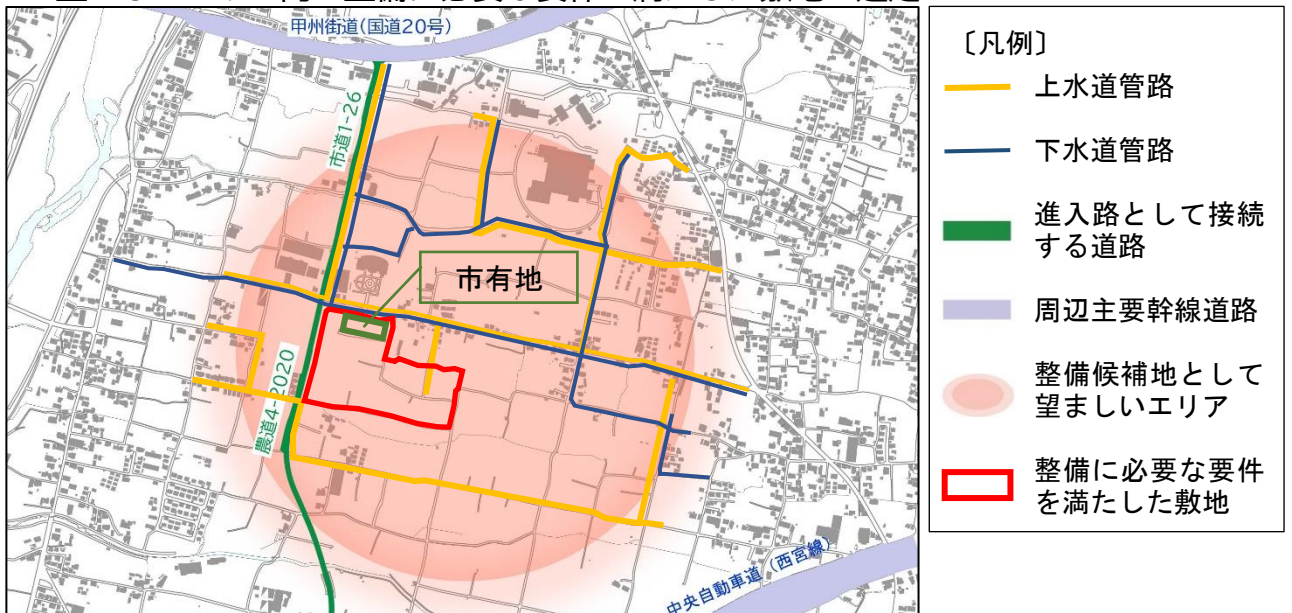 甲州街道(国道20号)
市道1-26
市有地
農道4-2020
中央自動車道(西宮線)
〔凡例〕
上水道管路
下水道管路
進入路として接続
する道路
周辺主要幹線道路
整備候補地として
望ましいエリア
整備に必要な要件
を満たした敷地